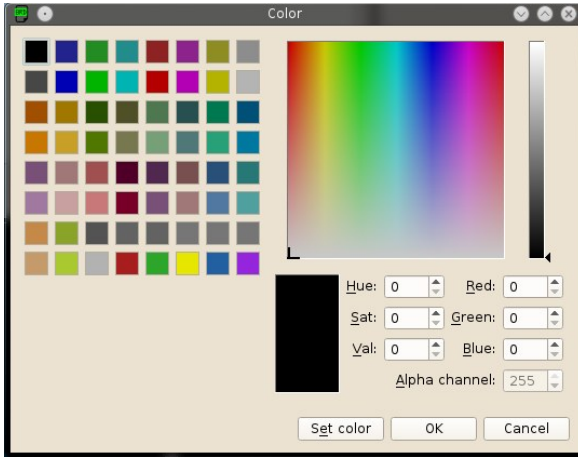 Color
Hue: 0 Red: 0
Sat: 0 Green: 0
Val: 0 Blue: 0
Alpha channel: 255
Set color OK Cancel